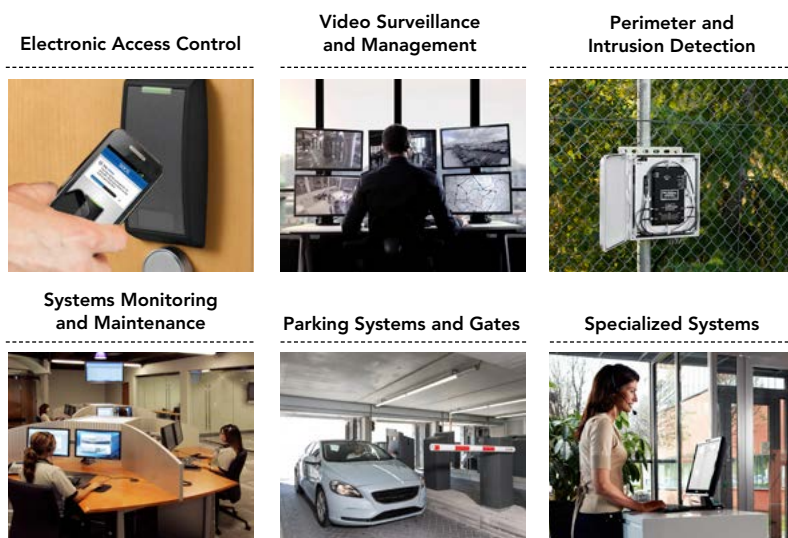 Electronic Access Control
Video Surveillance
and Management
Perimeter and
Intrusion Detection
Systems Monitoring
and Maintenance
Parking Systems and Gates
Specialized Systems